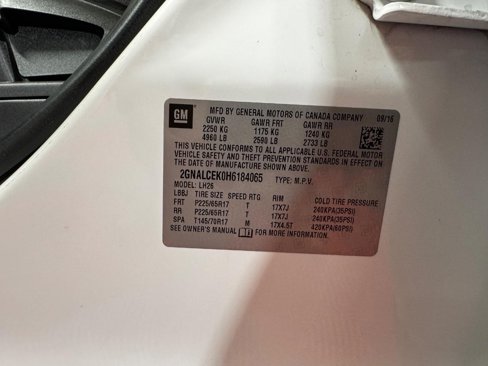 GM
MFD BY GENERAL MOTORS OF CANADA COMPANY 09/16
GVWR GAWR FRT GAWR RR
2250 KG 1175 KG 1240 KG
4960 LB 2590 LB 2733 LB
THIS VEHICLE CONFORMS TO ALL APPLICABLE U.S. FEDERAL MOTOR
VEHICLE SAFETY AND THEFT PREVENTION STANDARDS IN EFFECT ON
THE DATE OF MANUFACTURE SHOWN ABOVE.
2GNALCEK0H6184065 TYPE: M.P.V.
MODEL: LH26
LBBJ TIRE SIZE SPEED RTG RIM COLD TIRE PRESSURE
FRT P225/65R17 T 17X7J 240KPA(35PSI)
RR P225/65R17 T 17X7J 240KPA(35PSI)
SPA T145/70R17 M 17X4.5T 420KPA(60PSI)
SEE OWNER'S MANUAL FOR MORE INFORMATION.